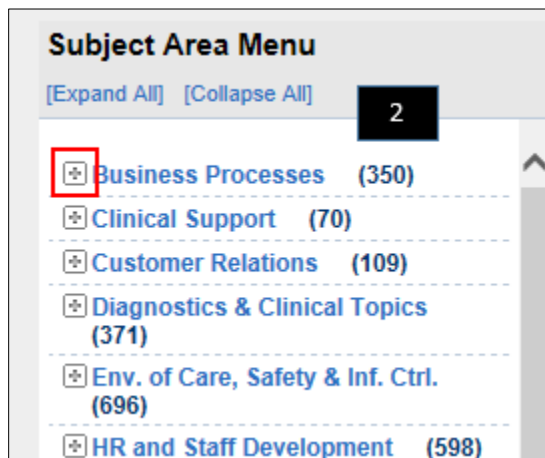 Subject Area Menu
[Expand All] [Collapse All]
2
Business Processes (350)
Clinical Support (70)
Customer Relations (109)
Diagnostics & Clinical Topics
(371)
Env. of Care, Safety & Inf. Ctrl.
(696)
HR and Staff Development (598)